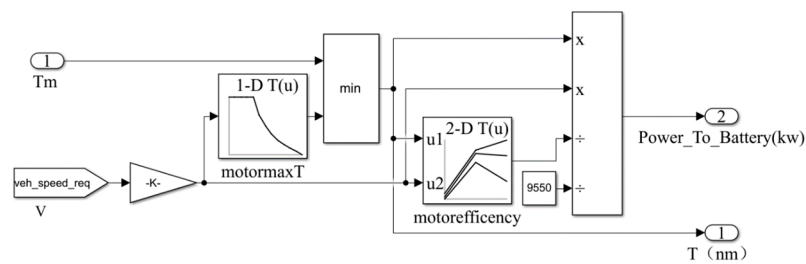 1
Tm
veh_speed_req
V
-K-
1-D T(u)
motormaxT
min
u1
2-D T(u)
u2
motorefficency
9550
x
x
÷
÷
2
Power_To_Battery(kw)
1
T（nm）